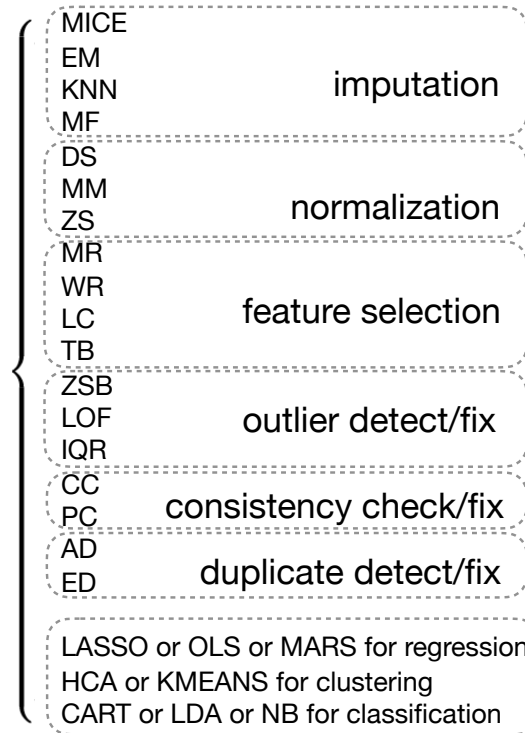 MICE
EM
KNN
MF
imputation
DS
MM
ZS
normalization
MR
WR
LC
TB
feature selection
ZSB
LOF
IQR
outlier detect/fix
CC
PC
consistency check/fix
AD
ED
duplicate detect/fix
LASSO or OLS or MARS for regression
HCA or KMEANS for clustering
CART or LDA or NB for classification